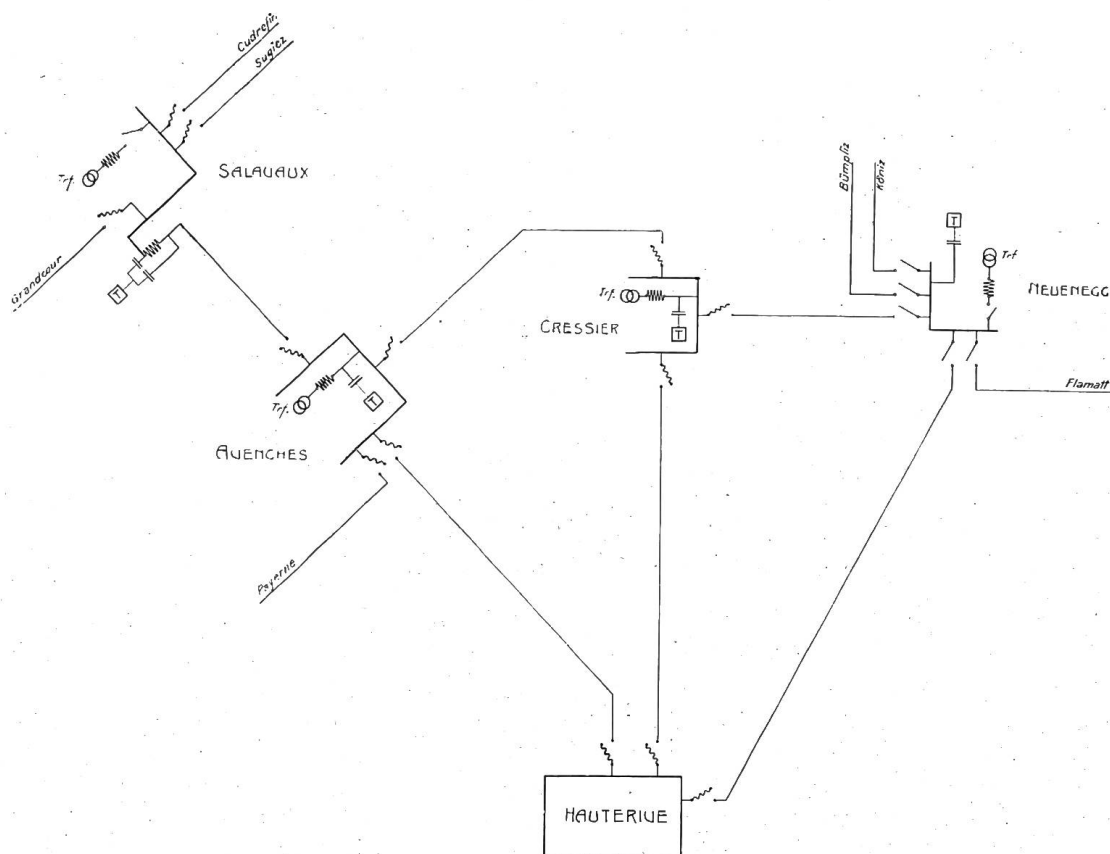 Cudrefin
Sugiez
Trf.
SALAVAUX
Grandcour
T
Bümpliz
Köniz
T
Trf
NEUENEGG
Trf.
CRESSIER
T
Flamatt
Trf.
T
AVENCHES
Payerne
HAUTERIVE